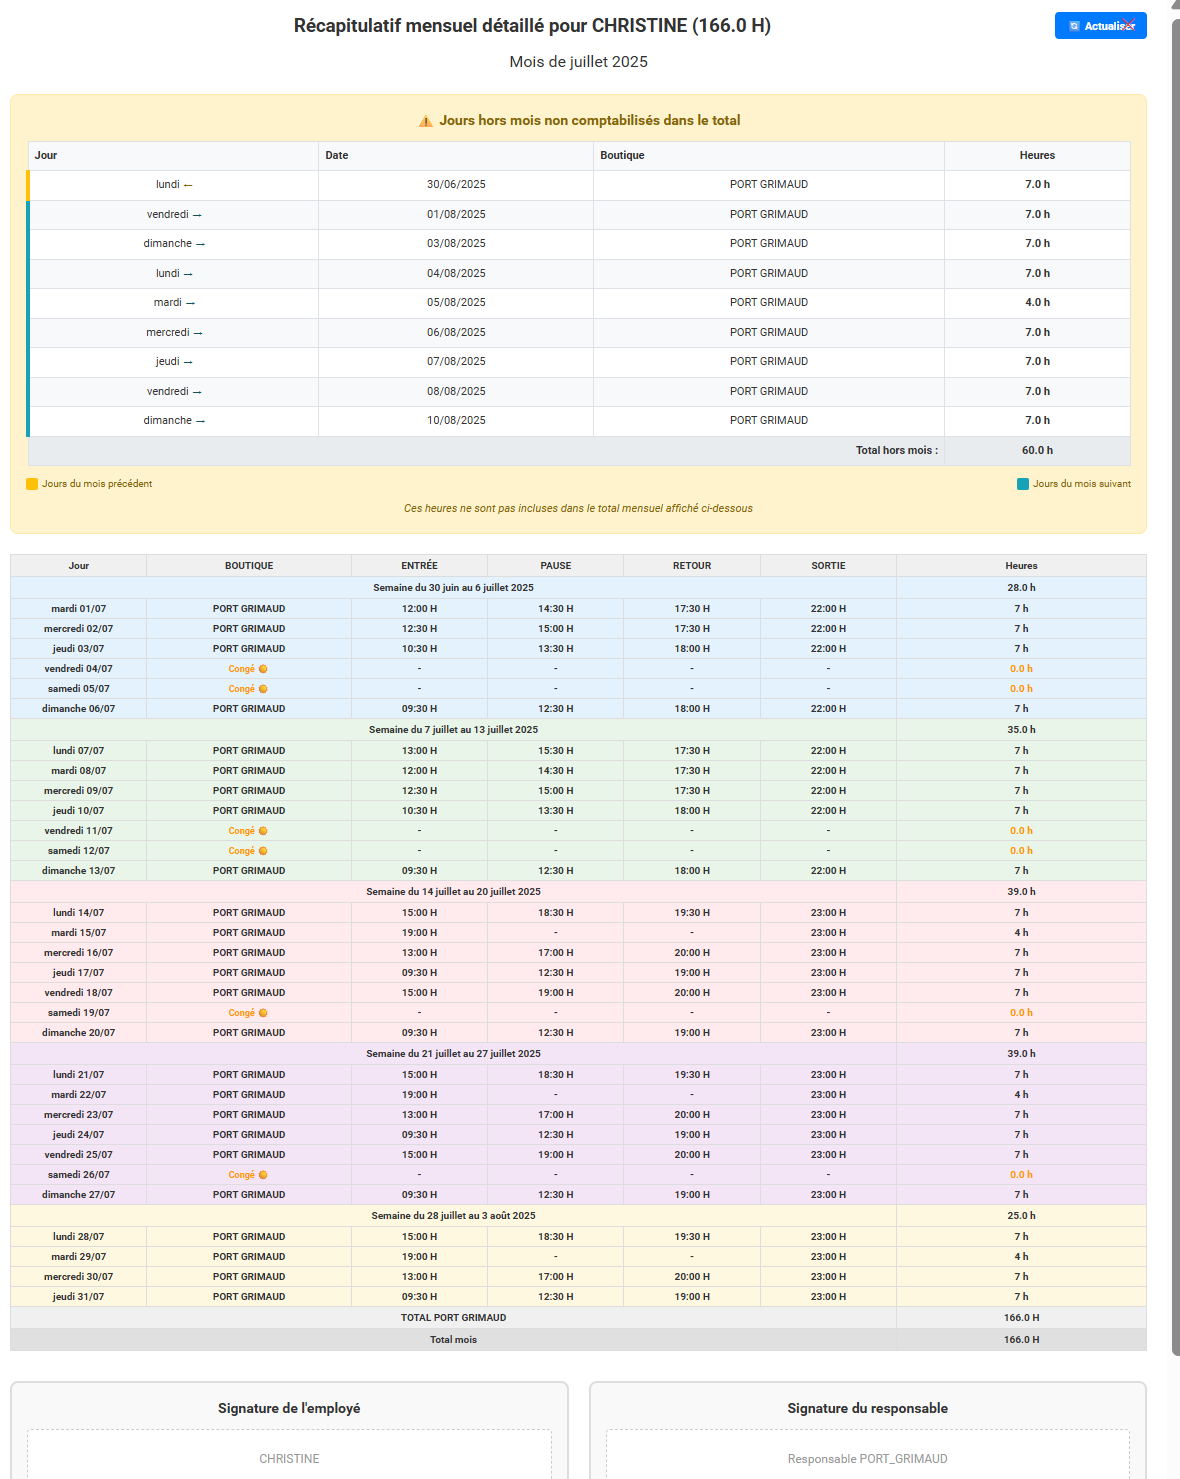 Récapitulatif mensuel détaillé pour CHRISTINE (166.0 H)
Actualiser
Mois de juillet 2025
Jours hors mois non comptabilisés dans le total
Jour Date Boutique Heures
lundi ← 30/06/2025 PORT GRIMAUD 7.0 h
vendredi → 01/08/2025 PORT GRIMAUD 7.0 h
dimanche → 03/08/2025 PORT GRIMAUD 7.0 h
lundi → 04/08/2025 PORT GRIMAUD 7.0 h
mardi → 05/08/2025 PORT GRIMAUD 4.0 h
mercredi → 06/08/2025 PORT GRIMAUD 7.0 h
jeudi → 07/08/2025 PORT GRIMAUD 7.0 h
vendredi → 08/08/2025 PORT GRIMAUD 7.0 h
dimanche → 10/08/2025 PORT GRIMAUD 7.0 h
Total hors mois : 60.0 h
Jours du mois précédent Jours du mois suivant
Ces heures ne sont pas incluses dans le total mensuel affiché ci-dessous
Jour BOUTIQUE ENTRÉE PAUSE RETOUR SORTIE Heures
Semaine du 30 juin au 6 juillet 2025 28.0 h
mardi 01/07 PORT GRIMAUD 12:00 H 14:30 H 17:30 H 22:00 H 7 h
mercredi 02/07 PORT GRIMAUD 12:30 H 15:00 H 17:30 H 22:00 H 7 h
jeudi 03/07 PORT GRIMAUD 10:30 H 13:30 H 18:00 H 22:00 H 7 h
vendredi 04/07 Congé - - - - 0.0 h
samedi 05/07 Congé - - - - 0.0 h
dimanche 06/07 PORT GRIMAUD 09:30 H 12:30 H 18:00 H 22:00 H 7 h
Semaine du 7 juillet au 13 juillet 2025 35.0 h
lundi 07/07 PORT GRIMAUD 13:00 H 15:30 H 17:30 H 22:00 H 7 h
mardi 08/07 PORT GRIMAUD 12:00 H 14:30 H 17:30 H 22:00 H 7 h
mercredi 09/07 PORT GRIMAUD 12:30 H 15:00 H 17:30 H 22:00 H 7 h
jeudi 10/07 PORT GRIMAUD 10:30 H 13:30 H 18:00 H 22:00 H 7 h
vendredi 11/07 Congé - - - - 0.0 h
samedi 12/07 Congé - - - - 0.0 h
dimanche 13/07 PORT GRIMAUD 09:30 H 12:30 H 18:00 H 22:00 H 7 h
Semaine du 14 juillet au 20 juillet 2025 39.0 h
lundi 14/07 PORT GRIMAUD 15:00 H 18:30 H 19:30 H 23:00 H 7 h
mardi 15/07 PORT GRIMAUD 19:00 H - - 23:00 H 4 h
mercredi 16/07 PORT GRIMAUD 13:00 H 17:00 H 20:00 H 23:00 H 7 h
jeudi 17/07 PORT GRIMAUD 09:30 H 12:30 H 19:00 H 23:00 H 7 h
vendredi 18/07 PORT GRIMAUD 15:00 H 19:00 H 20:00 H 23:00 H 7 h
samedi 19/07 Congé - - - - 0.0 h
dimanche 20/07 PORT GRIMAUD 09:30 H 12:30 H 19:00 H 23:00 H 7 h
Semaine du 21 juillet au 27 juillet 2025 39.0 h
lundi 21/07 PORT GRIMAUD 15:00 H 18:30 H 19:30 H 23:00 H 7 h
mardi 22/07 PORT GRIMAUD 19:00 H - - 23:00 H 4 h
mercredi 23/07 PORT GRIMAUD 13:00 H 17:00 H 20:00 H 23:00 H 7 h
jeudi 24/07 PORT GRIMAUD 09:30 H 12:30 H 19:00 H 23:00 H 7 h
vendredi 25/07 PORT GRIMAUD 15:00 H 19:00 H 20:00 H 23:00 H 7 h
samedi 26/07 Congé - - - - 0.0 h
dimanche 27/07 PORT GRIMAUD 09:30 H 12:30 H 19:00 H 23:00 H 7 h
Semaine du 28 juillet au 3 août 2025 25.0 h
lundi 28/07 PORT GRIMAUD 15:00 H 18:30 H 19:30 H 23:00 H 7 h
mardi 29/07 PORT GRIMAUD 19:00 H - - 23:00 H 4 h
mercredi 30/07 PORT GRIMAUD 13:00 H 17:00 H 20:00 H 23:00 H 7 h
jeudi 31/07 PORT GRIMAUD 09:30 H 12:30 H 19:00 H 23:00 H 7 h
TOTAL PORT GRIMAUD 166.0 H
Total mois 166.0 H
Signature de l'employé Signature du responsable
CHRISTINE Responsable PORT_GRIMAUD